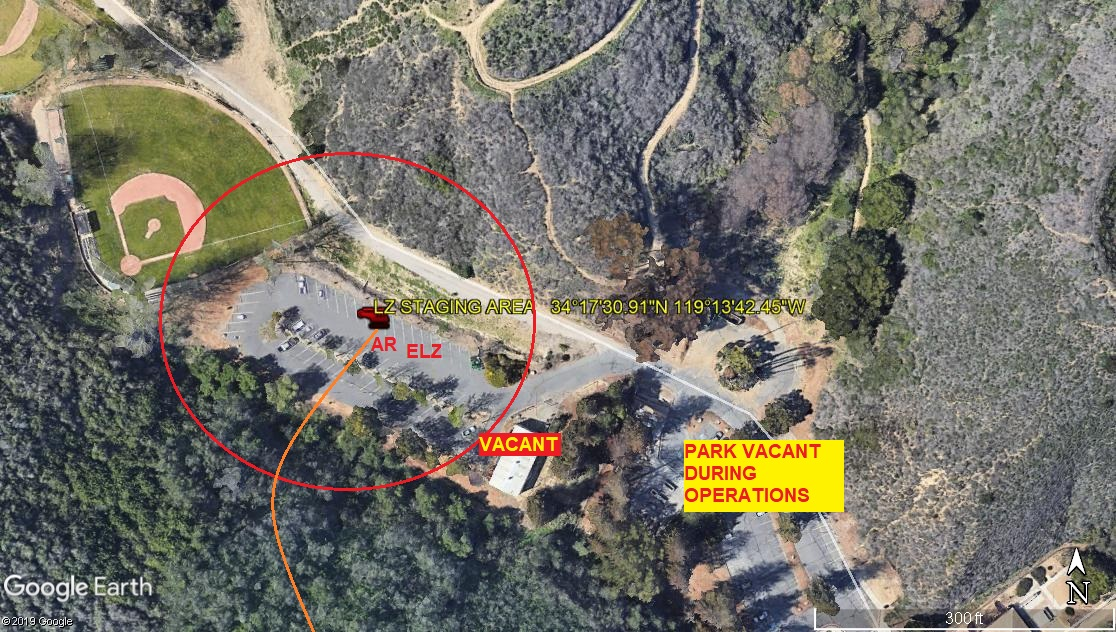 LZ STAGING AREA 34°17'30.91"N 119°13'42.45"W
AR ELZ
VACANT
PARK VACANT
DURING
OPERATIONS
Google Earth
©2019 Google
N
300 ft